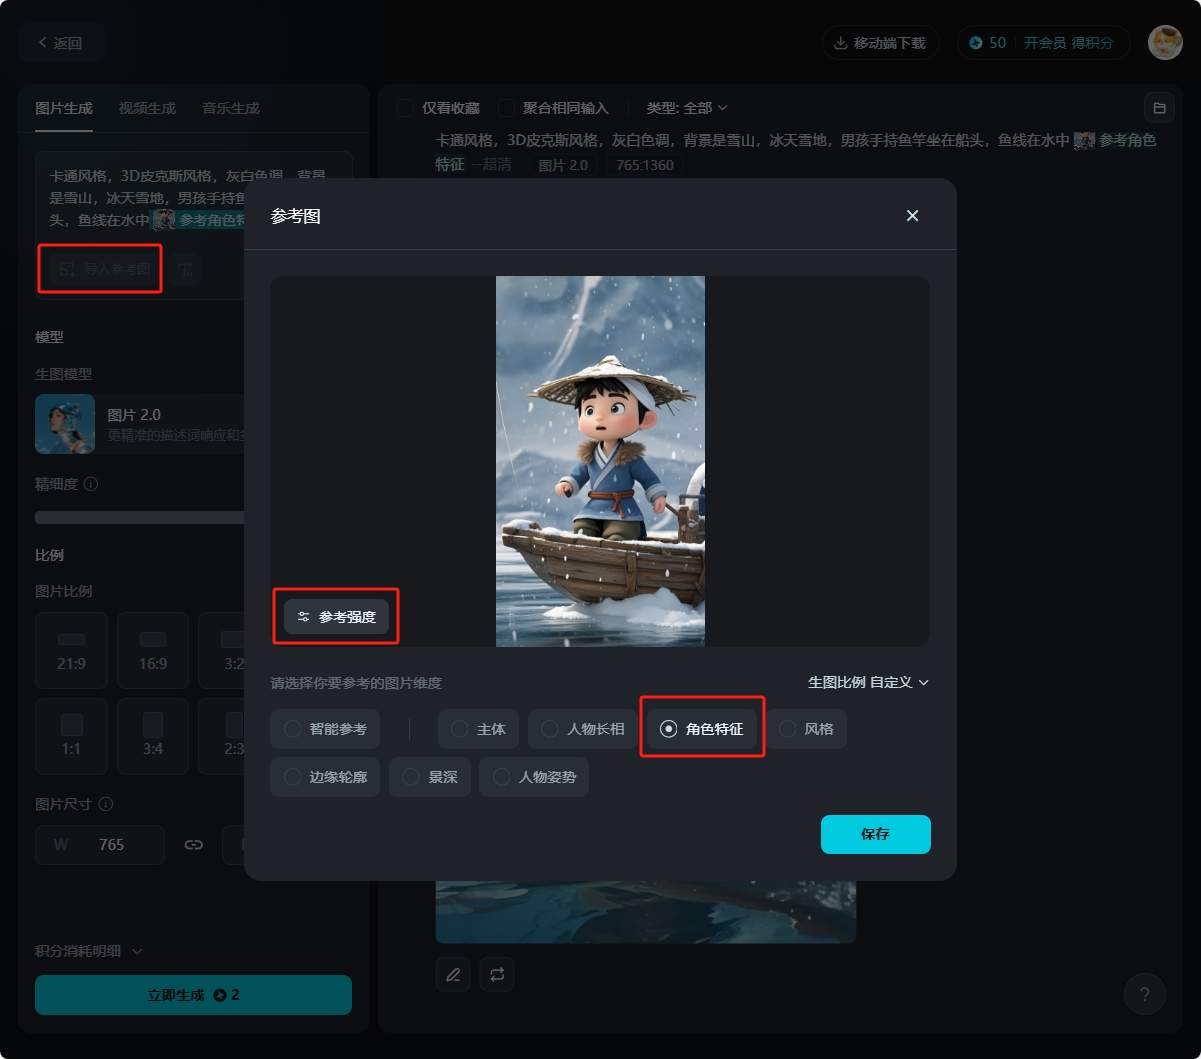 返回
移动端下载
50
开会员 得积分
图片生成
视频生成
音乐生成
仅看收藏
聚合相同输入
类型: 全部
卡通风格，3D皮克斯风格，灰白色调，背景是雪山，冰天雪地，男孩手持鱼竿坐在船头，鱼线在水中 参考角色
特征 --超清 图片 2.0 765:1360
卡通风格，3D皮克斯风格，灰白色调，背景
是雪山，冰天雪地，男孩手持鱼
头，鱼线在水中 参考角色特
导入参考图
参考图
模型
生图模型
图片 2.0
更精准的描述词响应和
精细度
比例
图片比例
21:9
16:9
3:2
1:1
3:4
2:3
图片尺寸
W 765
参考强度
请选择你要参考的图片维度
生图比例 自定义
智能参考
主体
人物长相
角色特征
风格
边缘轮廓
景深
人物姿势
保存
积分消耗明细
立即生成 2
?